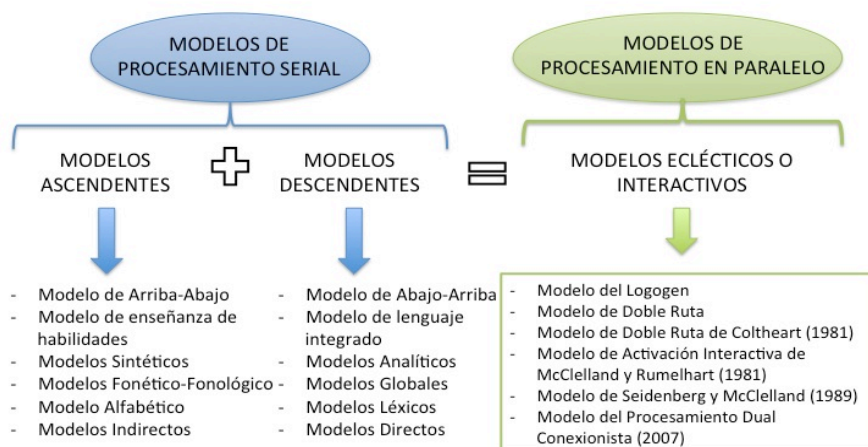 MODELOS DE
PROCESAMIENTO SERIAL
MODELOS DE
PROCESAMIENTO EN PARALELO
MODELOS
ASCENDENTES
MODELOS
DESCENDENTES
MODELOS ECLÉCTICOS O
INTERACTIVOS
- Modelo de Arriba-Abajo
- Modelo de enseñanza de
habilidades
- Modelos Sintéticos
- Modelos Fonético-Fonológico
- Modelo Alfabético
- Modelos Indirectos
- Modelo de Abajo-Arriba
- Modelo de lenguaje
integrado
- Modelos Analíticos
- Modelos Globales
- Modelos Léxicos
- Modelos Directos
- Modelo del Logogen
- Modelo de Doble Ruta
- Modelo de Doble Ruta de Coltheart (1981)
- Modelo de Activación Interactiva de
McClelland y Rumelhart (1981)
- Modelo de Seidenberg y McClelland (1989)
- Modelo del Procesamiento Dual
Conexionista (2007)